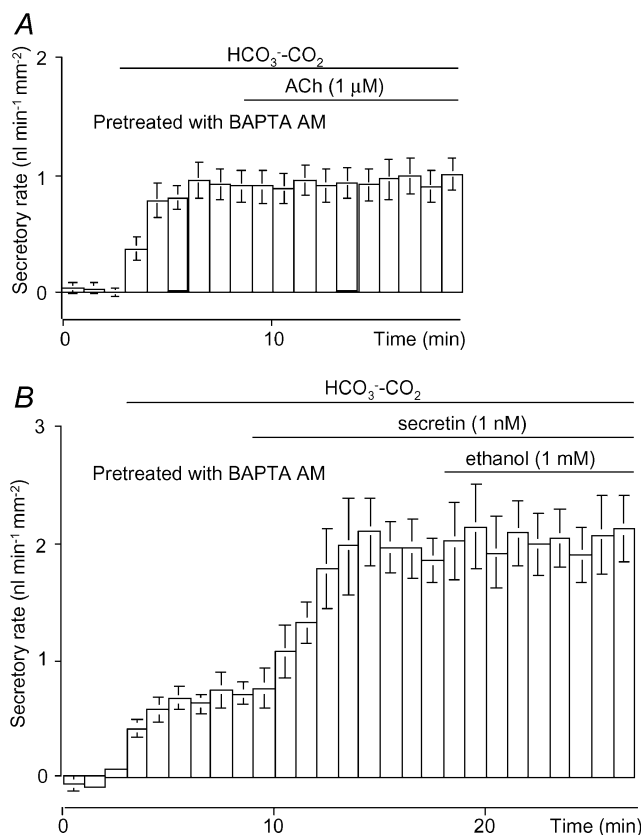 A
HCO₃⁻-CO₂
ACh (1 μM)
Pretreated with BAPTA AM
Secretory rate (nl min⁻¹ mm⁻²)
2
1
0
0
10
Time (min)
B
HCO₃⁻-CO₂
secretin (1 nM)
ethanol (1 mM)
Pretreated with BAPTA AM
Secretory rate (nl min⁻¹ mm⁻²)
3
2
1
0
0
10
20
Time (min)